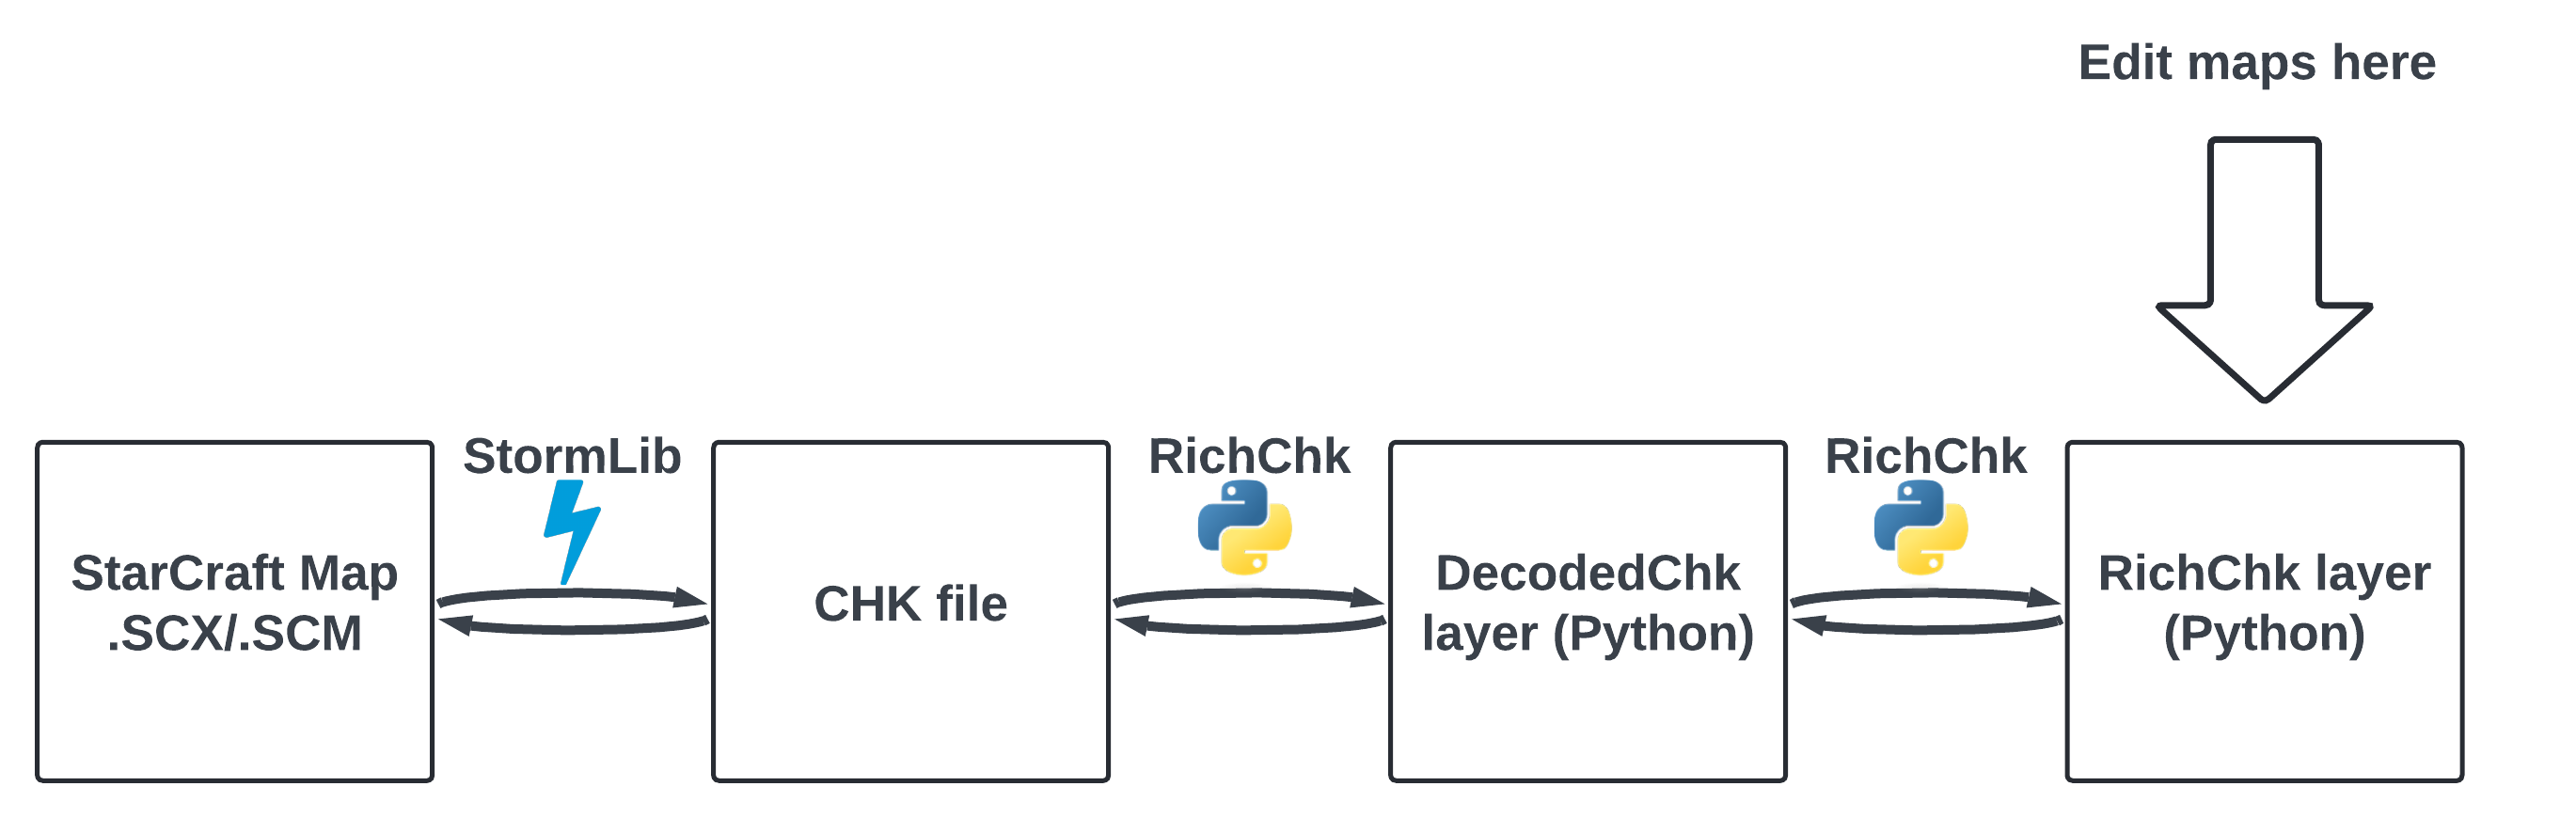 Edit maps here
StormLib
RichChk
RichChk
StarCraft Map
.SCX/.SCM
CHK file
DecodedChk
layer (Python)
RichChk layer
(Python)